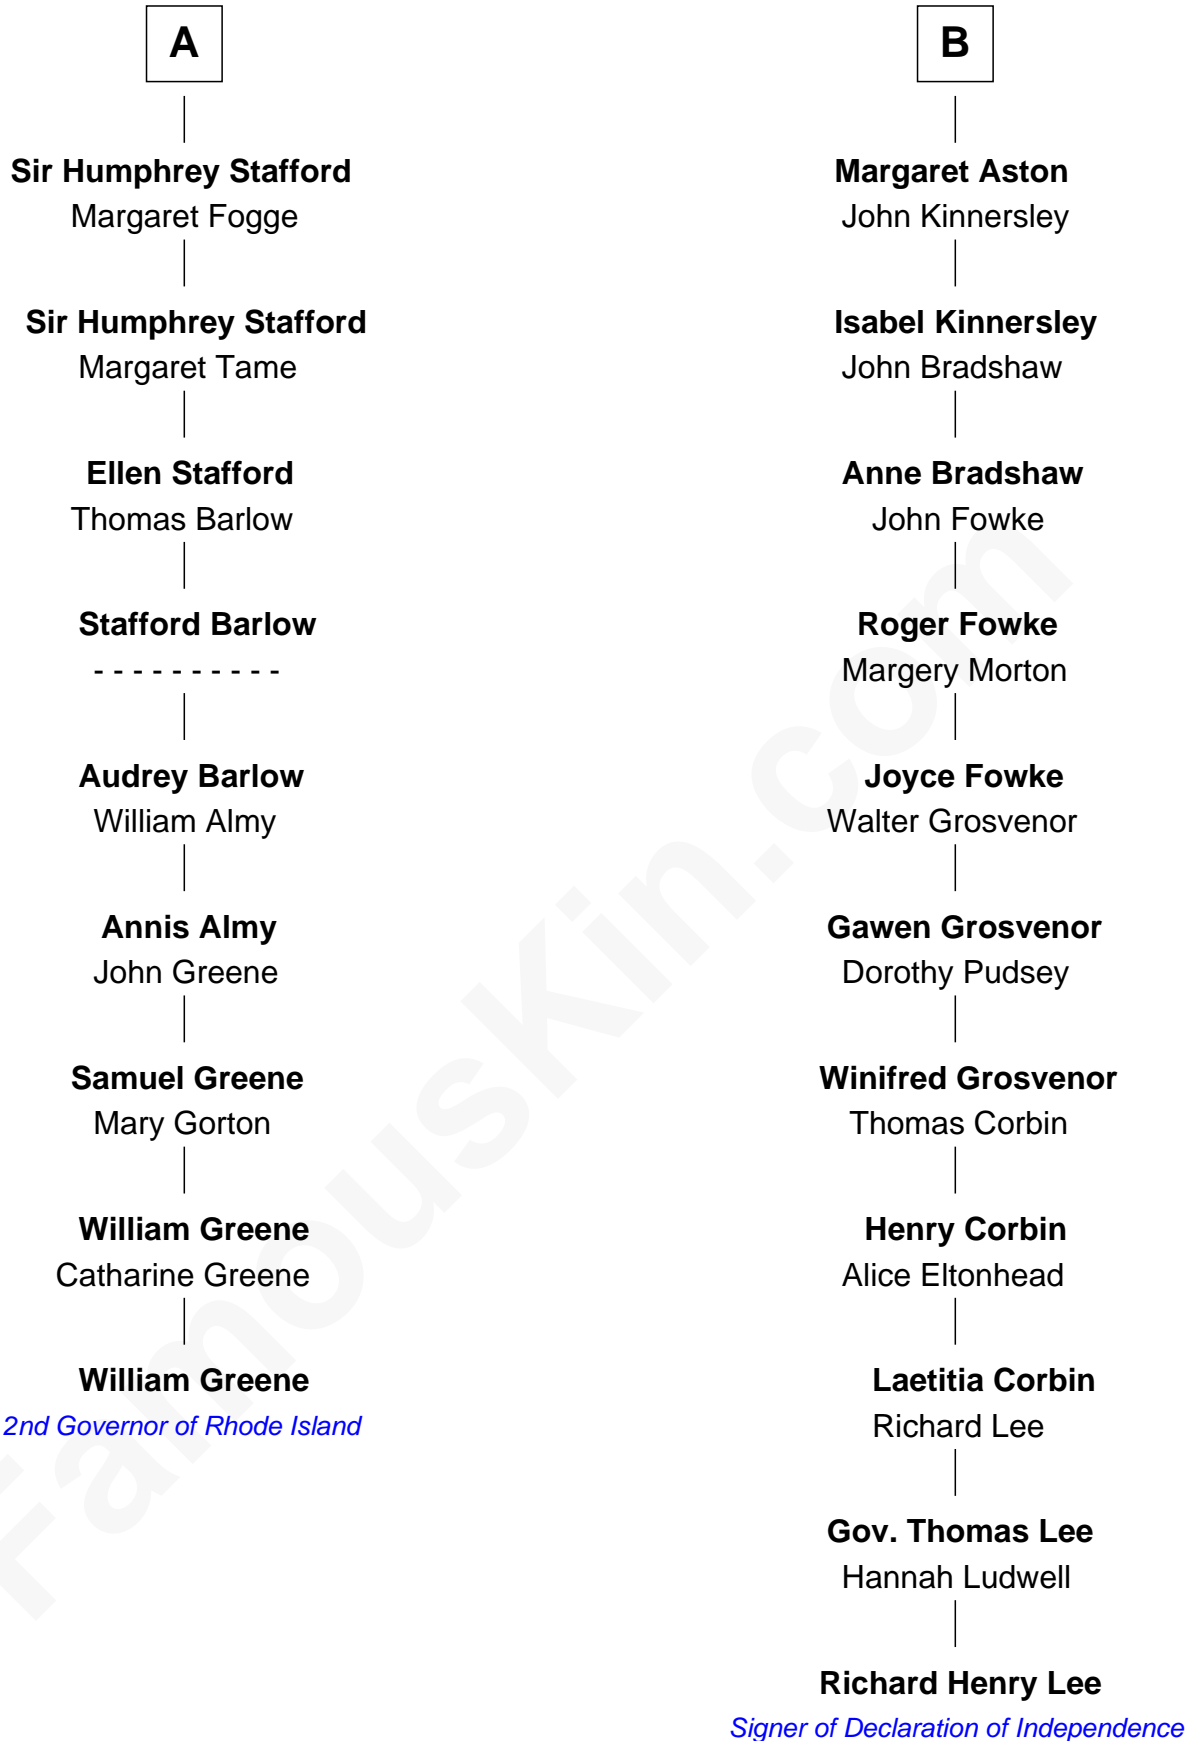 A
Sir Humphrey Stafford
Margaret Fogge
Sir Humphrey Stafford
Margaret Tame
Ellen Stafford
Thomas Barlow
Stafford Barlow
- - - - - - - - - -
Audrey Barlow
William Almy
Annis Almy
John Greene
Samuel Greene
Mary Gorton
William Greene
Catharine Greene
William Greene
2nd Governor of Rhode Island
B
Margaret Aston
John Kinnersley
Isabel Kinnersley
John Bradshaw
Anne Bradshaw
John Fowke
Roger Fowke
Margery Morton
Joyce Fowke
Walter Grosvenor
Gawen Grosvenor
Dorothy Pudsey
Winifred Grosvenor
Thomas Corbin
Henry Corbin
Alice Eltonhead
Laetitia Corbin
Richard Lee
Gov. Thomas Lee
Hannah Ludwell
Richard Henry Lee
Signer of Declaration of Independence
FamousKin.com